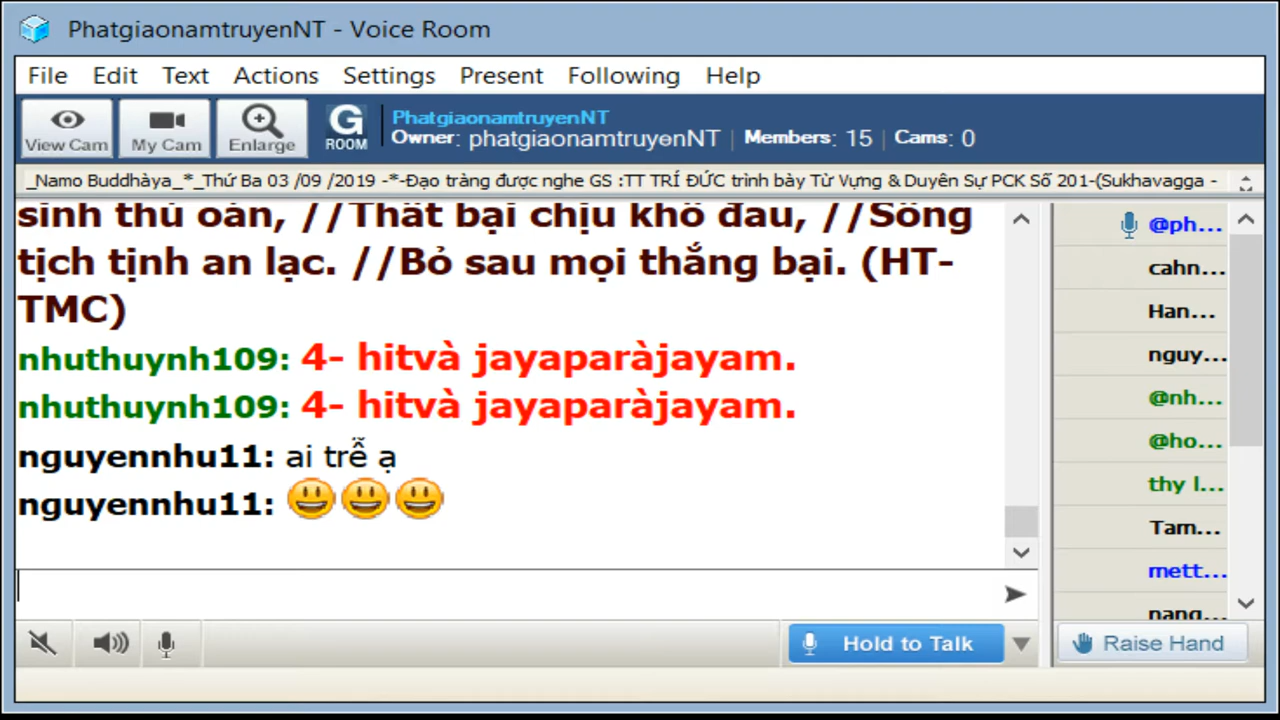 PhatgiaonamtruyenNT - Voice Room
File Edit Text Actions Settings Present Following Help
View Cam My Cam Enlarge G ROOM
PhatgiaonamtruyenNT
Owner: phatgiaonamtruyenNT | Members: 15 | Cams: 0
_Namo Buddhàya_*_Thứ Ba 03 /09 /2019 -*-Đạo tràng được nghe GS :TT TRÍ ĐỨC trình bày Từ Vựng & Duyên Sự PCK Số 201-(Sukhavagga -
sinh thù oán, //Thất bại chịu khổ đau, //Sống
tịch tịnh an lạc. //Bỏ sau mọi thắng bại. (HT-
TMC)
nhuthuynh109: 4- hitvà jayaparàjayam.
nhuthuynh109: 4- hitvà jayaparàjayam.
nguyennhu11: ai trễ ạ
nguyennhu11: 😃😃😃
@ph...
cahn...
Han...
nguy...
@nh...
@ho...
thy l...
Tam...
mett...
nang...
Hold to Talk
Raise Hand